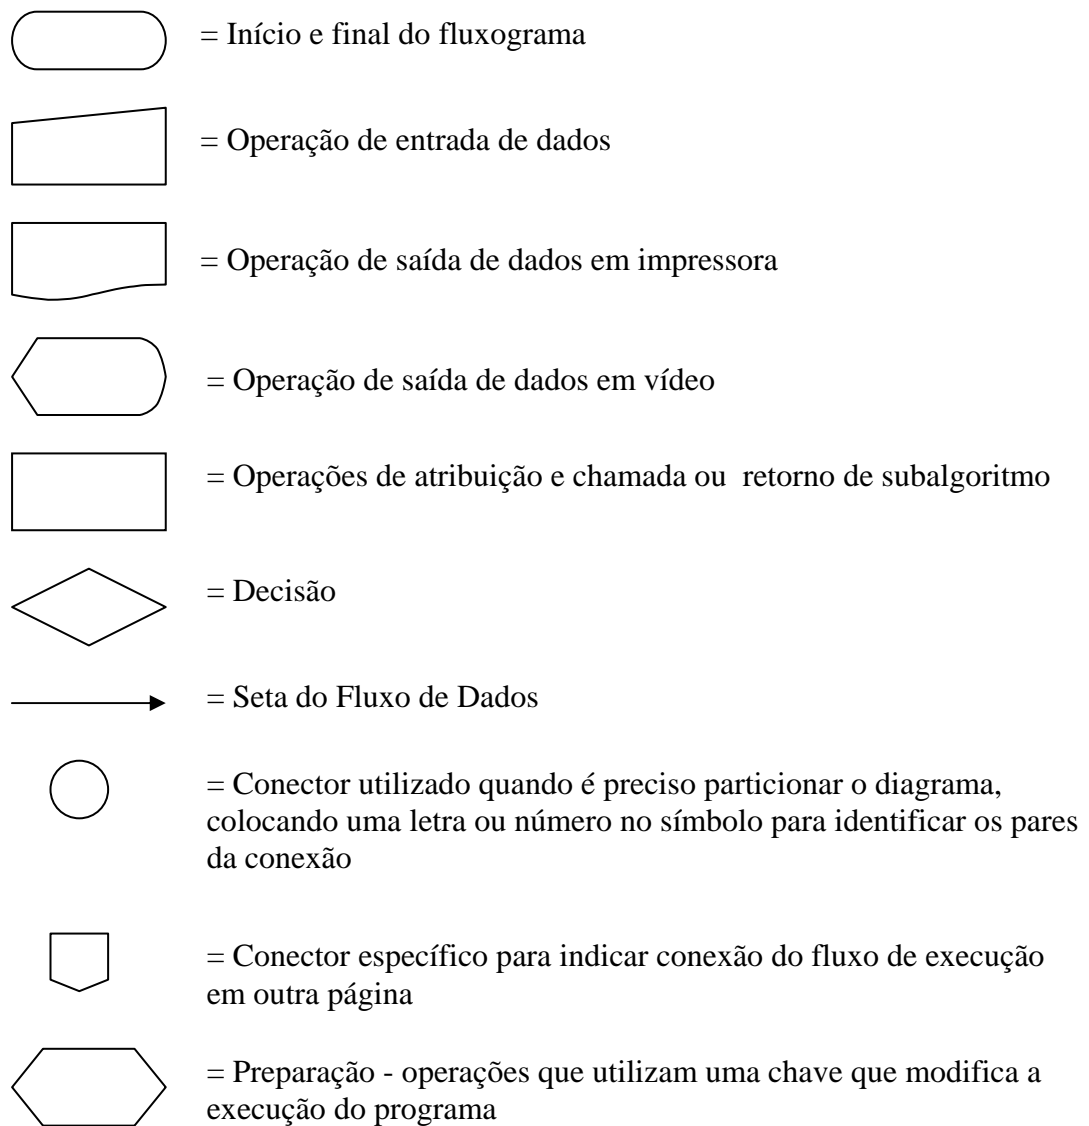 = Início e final do fluxograma
= Operação de entrada de dados
= Operação de saída de dados em impressora
= Operação de saída de dados em vídeo
= Operações de atribuição e chamada ou  retorno de subalgoritmo
= Decisão
= Seta do Fluxo de Dados
= Conector utilizado quando é preciso particionar o diagrama,
colocando uma letra ou número no símbolo para identificar os pares
da conexão
= Conector específico para indicar conexão do fluxo de execução
em outra página
= Preparação - operações que utilizam uma chave que modifica a
execução do programa